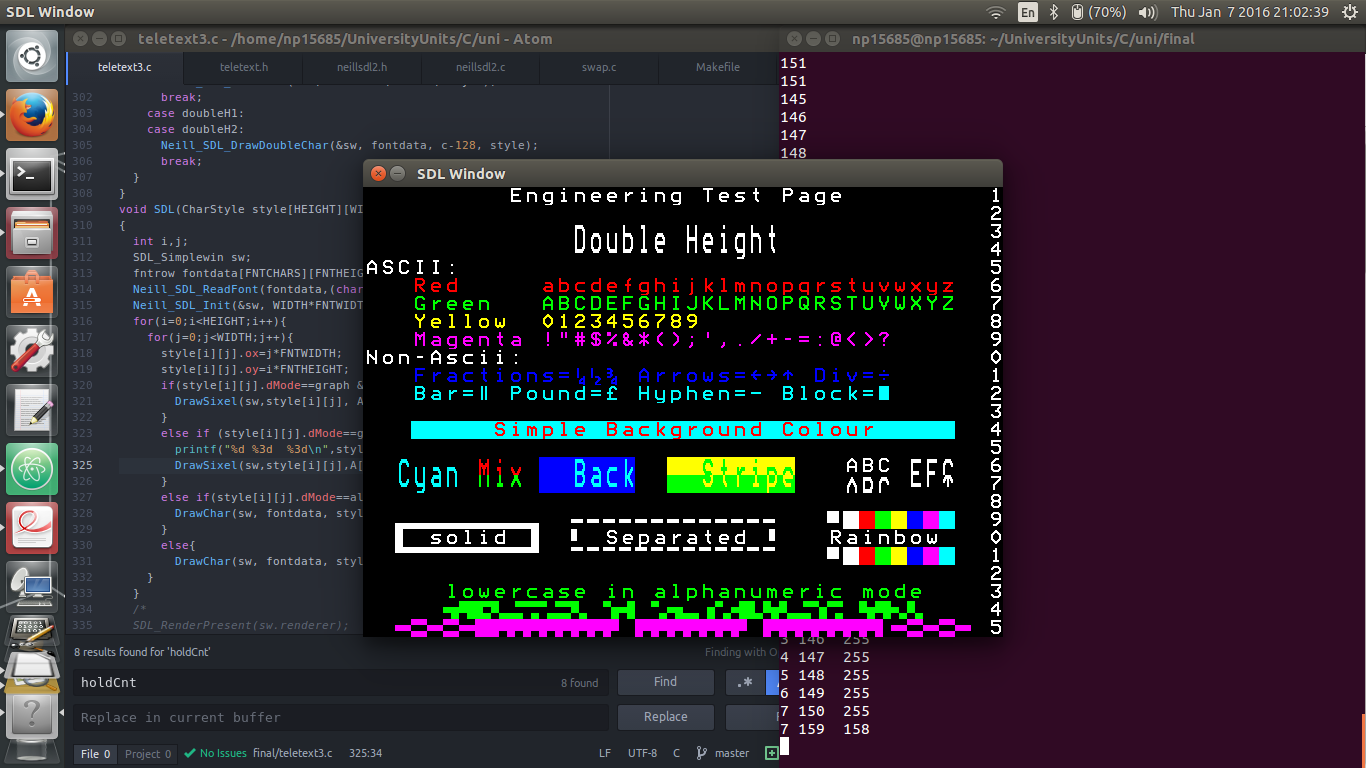 SDL Window
En (70%) Thu Jan 7 2016 21:02:39
teletext3.c - /home/np15685/UniversityUnits/C/uni - Atom
np15685@np15685: ~/UniversityUnits/C/uni/final
teletext3.c teletext.h neillsdl2.h neillsdl2.c swap.c Makefile
302 break;
303 case doubleH1:
304 case doubleH2:
305 Neill_SDL_DrawDoubleChar(&sw, fontdata, c-128, style);
306 break;
307 }
308 }
309 void SDL(CharStyle style[HEIGHT][WI
310 {
311 int i,j;
312 SDL_Simplewin sw;
313 fntrow fontdata[FNTCHARS][FNTHEIG
314 Neill_SDL_ReadFont(fontdata,(char
315 Neill_SDL_Init(&sw, WIDTH*FNTWIDT
316 for(i=0;i<HEIGHT;i++){
317 for(j=0;j<WIDTH;j++){
318 style[i][j].ox=j*FNTWIDTH;
319 style[i][j].oy=i*FNTHEIGHT;
320 if(style[i][j].dMode==graph &
321 DrawSixel(sw,style[i][j], A
322 }
323 else if (style[i][j].dMode==g
324 printf("%d %3d  %3d\n",style
325 DrawSixel(sw,style[i][j],A[
326 }
327 else if(style[i][j].dMode==al
328 DrawChar(sw, fontdata, styl
329 }
330 else{
331 DrawChar(sw, fontdata, styl
332 }
333 }
334 /*
335 SDL_RenderPresent(sw.renderer);
151
151
145
146
147
148
SDL Window
Engineering Test Page 1
2
Double Height 3
4
ASCII: 5
Red abcdefghijklmnopqrstuvwxyz 6
Green ABCDEFGHIJKLMNOPQRSTUVWXYZ 7
Yellow 0123456789 8
Magenta !"#$%&*();',./+-=:@<>? 9
Non-Ascii: 0
Fractions=¼½¾ Arrows=←→↑ Div=÷ 1
Bar=‖ Pound=£ Hyphen=- Block=█ 2
3
Simple Background Colour 4
5
Cyan Mix Back Stripe ABC EFG 6
7
8
9
solid Separated Rainbow 0
1
2
lowercase in alphanumeric mode 3
4
5
3 146 255
4 147 255
5 148 255
6 149 255
7 150 255
7 159 158
8 results found for 'holdCnt'
Finding with O
holdCnt 8 found
Find .*
Replace in current buffer
Replace
File 0 Project 0 No Issues final/teletext3.c 325:34 LF UTF-8 C master